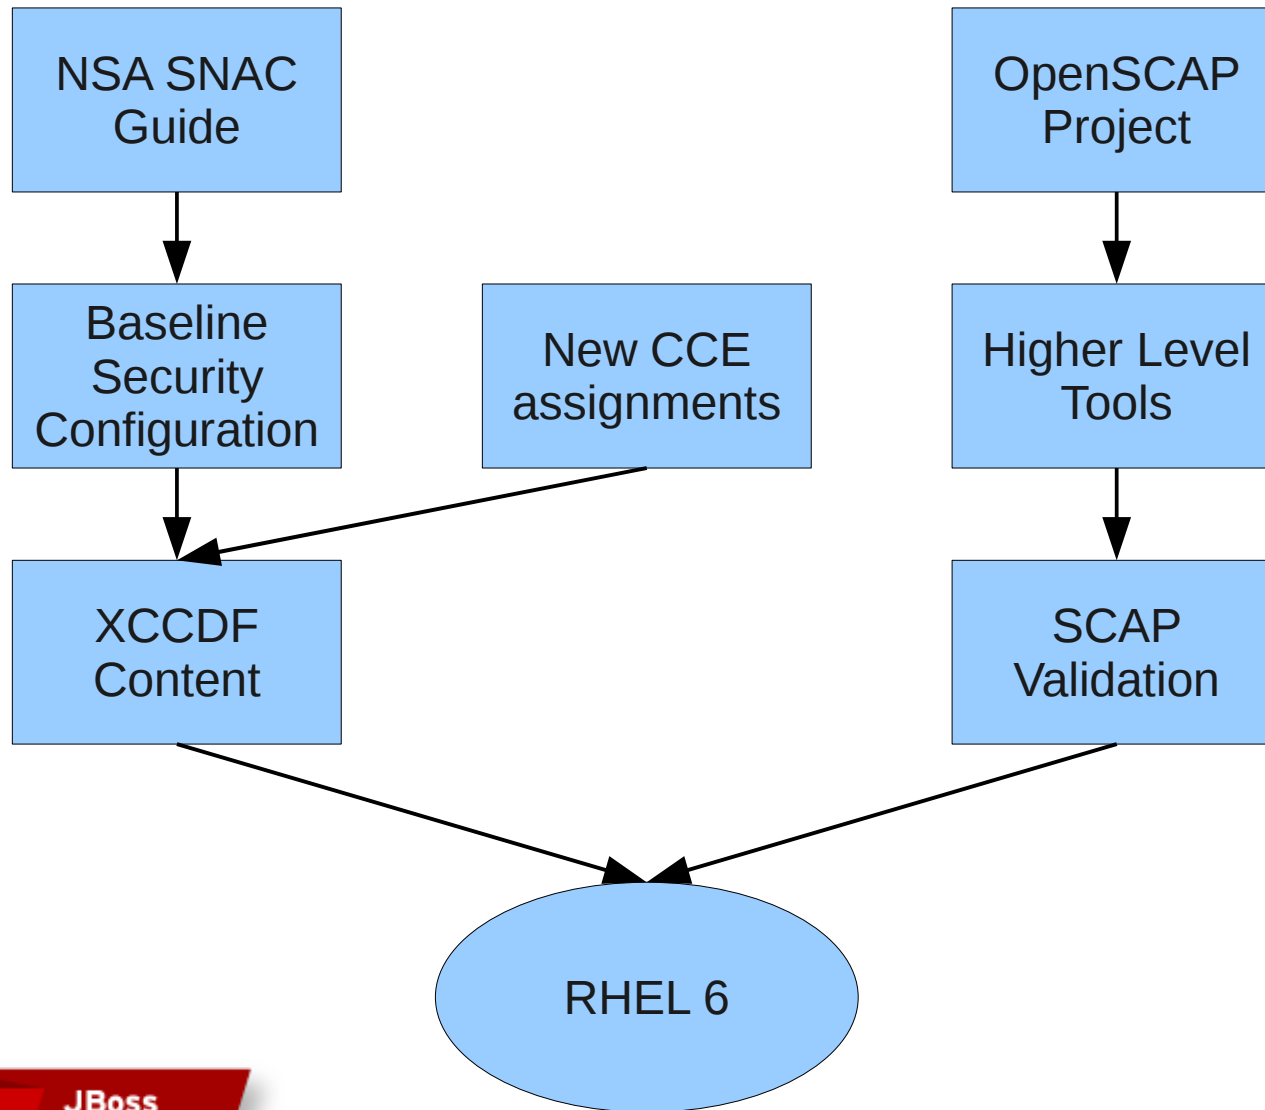 NSA SNAC
Guide
OpenSCAP
Project
Baseline
Security
Configuration
New CCE
assignments
Higher Level
Tools
XCCDF
Content
SCAP
Validation
RHEL 6
JBoss